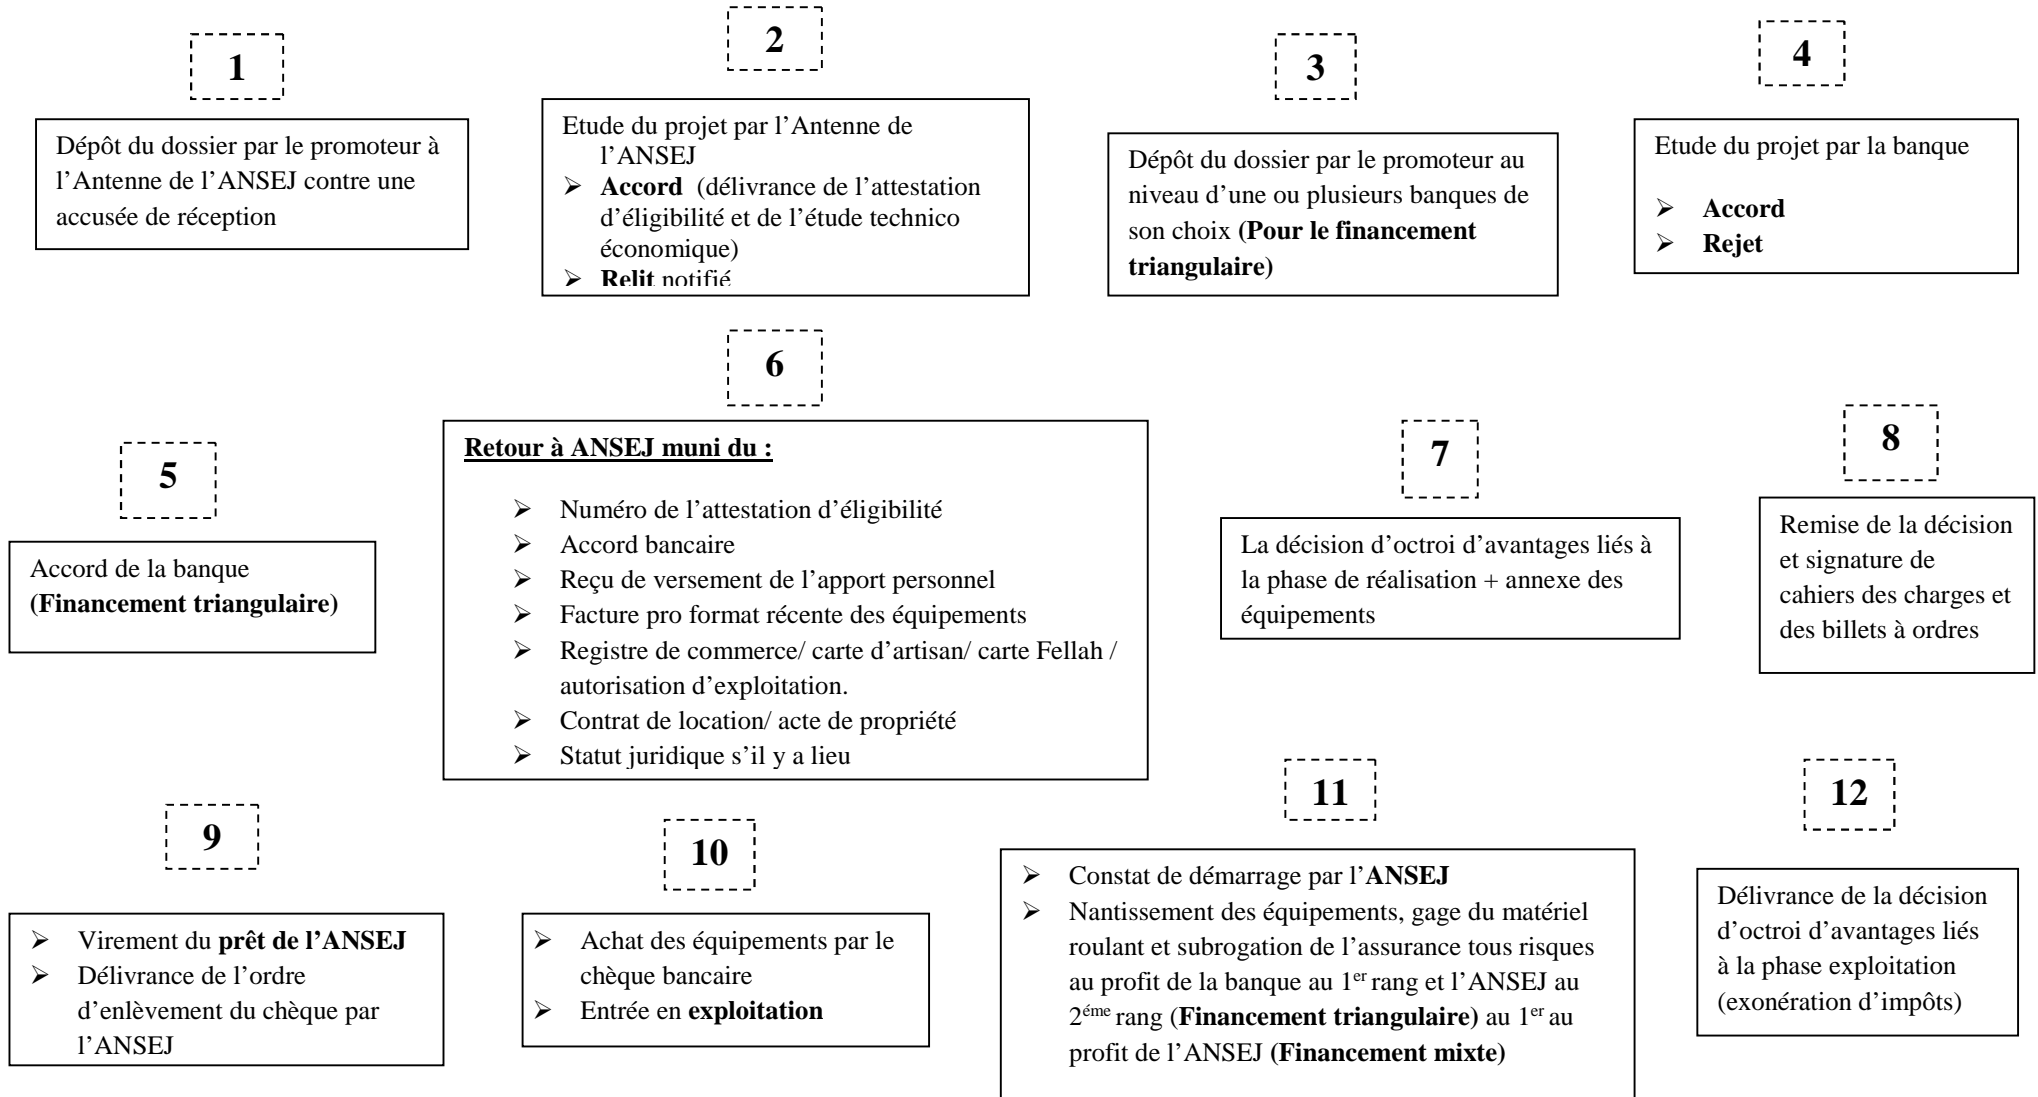 1
Dépôt du dossier par le promoteur à
l’Antenne de l’ANSEJ contre une
accusée de réception
2
Etude du projet par l’Antenne de
l’ANSEJ
➢ Accord (délivrance de l’attestation
d’éligibilité et de l’étude technico
économique)
➢ Relit notifié
3
Dépôt du dossier par le promoteur au
niveau d’une ou plusieurs banques de
son choix (Pour le financement
triangulaire)
4
Etude du projet par la banque
➢ Accord
➢ Rejet
5
Accord de la banque
(Financement triangulaire)
6
Retour à ANSEJ muni du :
➢ Numéro de l’attestation d’éligibilité
➢ Accord bancaire
➢ Reçu de versement de l’apport personnel
➢ Facture pro format récente des équipements
➢ Registre de commerce/ carte d’artisan/ carte Fellah /
autorisation d’exploitation.
➢ Contrat de location/ acte de propriété
➢ Statut juridique s’il y a lieu
7
La décision d’octroi d’avantages liés à
la phase de réalisation + annexe des
équipements
8
Remise de la décision
et signature de
cahiers des charges et
des billets à ordres
9
➢ Virement du prêt de l’ANSEJ
➢ Délivrance de l’ordre
d’enlèvement du chèque par
l’ANSEJ
10
➢ Achat des équipements par le
chèque bancaire
➢ Entrée en exploitation
11
➢ Constat de démarrage par l’ANSEJ
➢ Nantissement des équipements, gage du matériel
roulant et subrogation de l’assurance tous risques
au profit de la banque au 1er rang et l’ANSEJ au
2éme rang (Financement triangulaire) au 1er au
profit de l’ANSEJ (Financement mixte)
12
Délivrance de la décision
d’octroi d’avantages liés
à la phase exploitation
(exonération d’impôts)